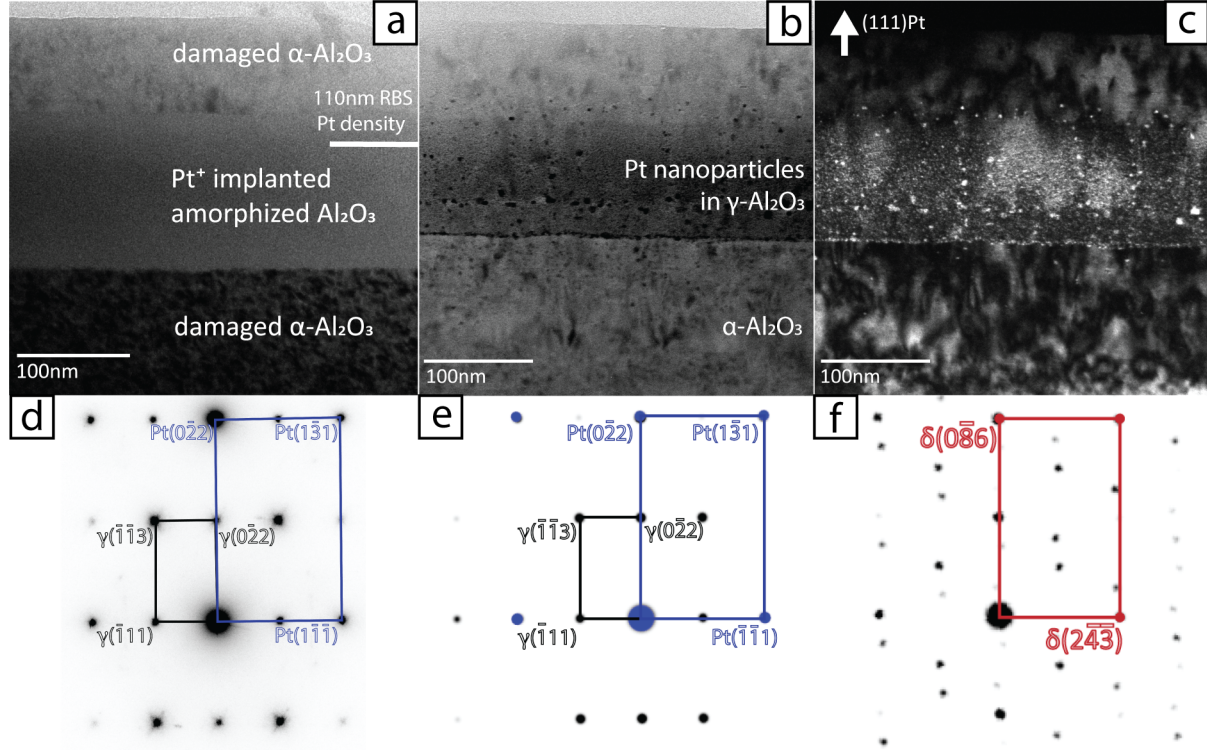 a
damaged α-Al₂O₃
110nm RBS
Pt density
Pt⁺ implanted
amorphized Al₂O₃
damaged α-Al₂O₃
100nm
b
Pt nanoparticles
in γ-Al₂O₃
α-Al₂O₃
100nm
c
(111)Pt
100nm
d
Pt(02̅2)
Pt(13̅1)
γ(1̅1̅3)
γ(02̅2)
γ(1̅11)
Pt(11̅1̅)
e
Pt(02̅2)
Pt(13̅1)
γ(1̅1̅3)
γ(02̅2)
γ(1̅11)
Pt(1̅1̅1)
f
δ(08̅6)
δ(24̅3̅)